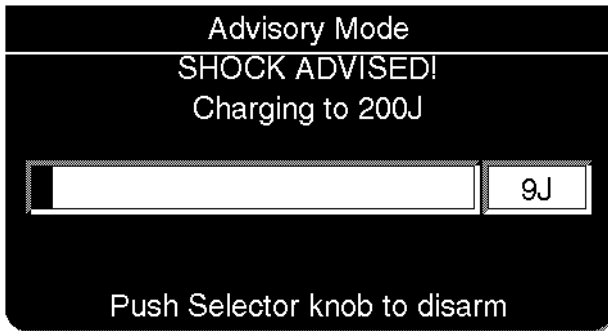 Advisory Mode
SHOCK ADVISED!
Charging to 200J
9J
Push Selector knob to disarm